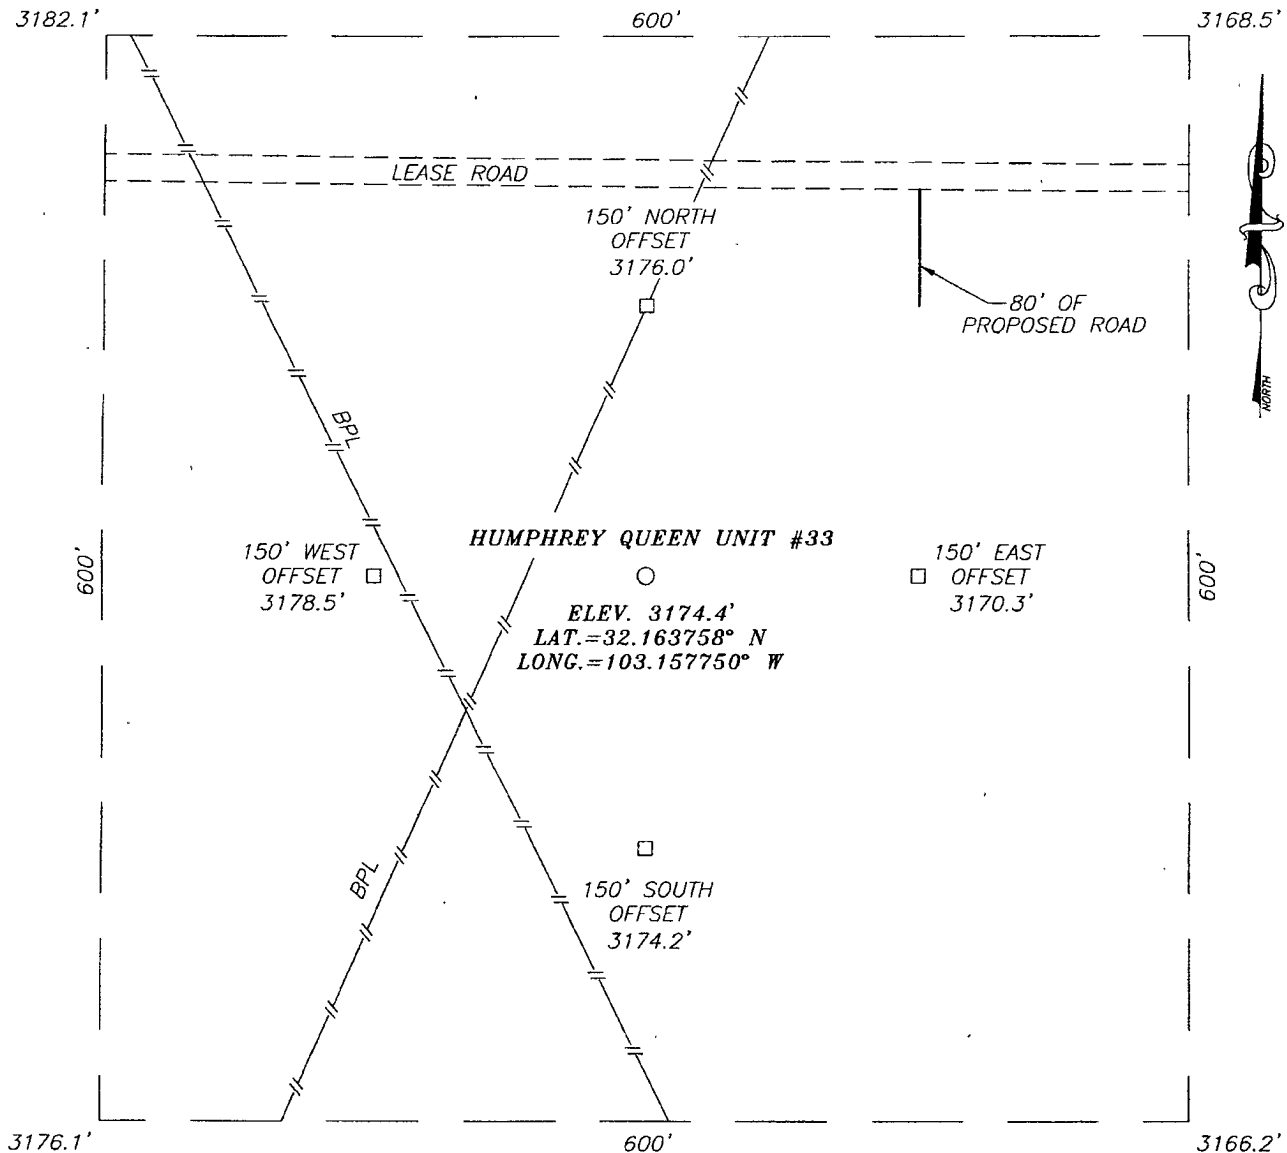 3182.1'
600'
3168.5'
LEASE ROAD
150' NORTH
OFFSET
3176.0'
80' OF
PROPOSED ROAD
NORTH
BPL
HUMPHREY QUEEN UNIT #33
150' WEST
OFFSET
3178.5'
600'
150' EAST
OFFSET
3170.3'
600'
ELEV. 3174.4'
LAT.=32.163758° N
LONG.=103.157750° W
BPL
150' SOUTH
OFFSET
3174.2'
3176.1'
600'
3166.2'